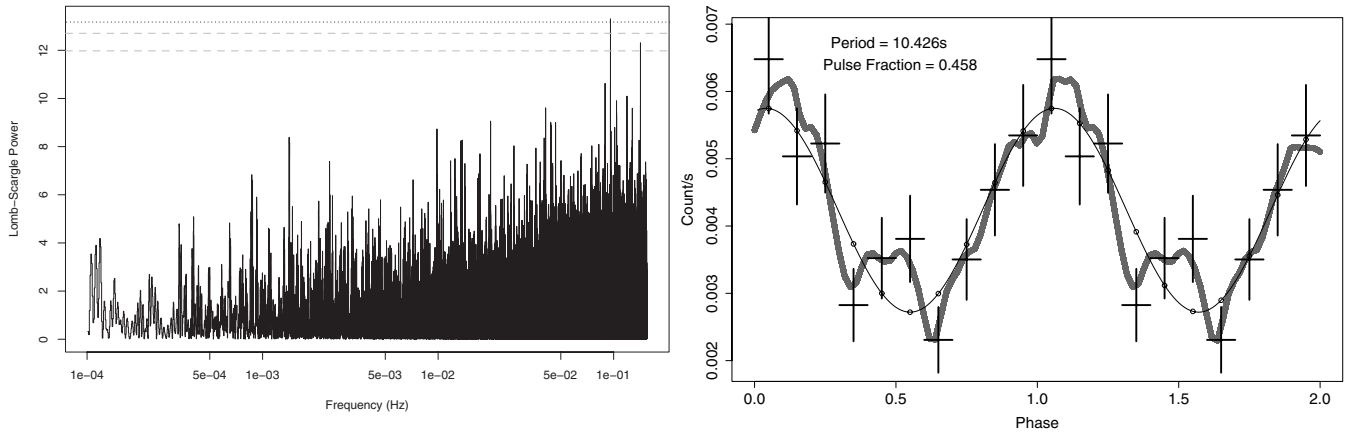 Lomb−Scargle Power
12
10
8
6
4
2
0
1e−04
5e−04
1e−03
5e−03
1e−02
5e−02
1e−01
Frequency (Hz)
Period = 10.426s
Pulse Fraction = 0.458
Count/s
0.007
0.006
0.005
0.004
0.003
0.002
0.0
0.5
1.0
1.5
2.0
Phase